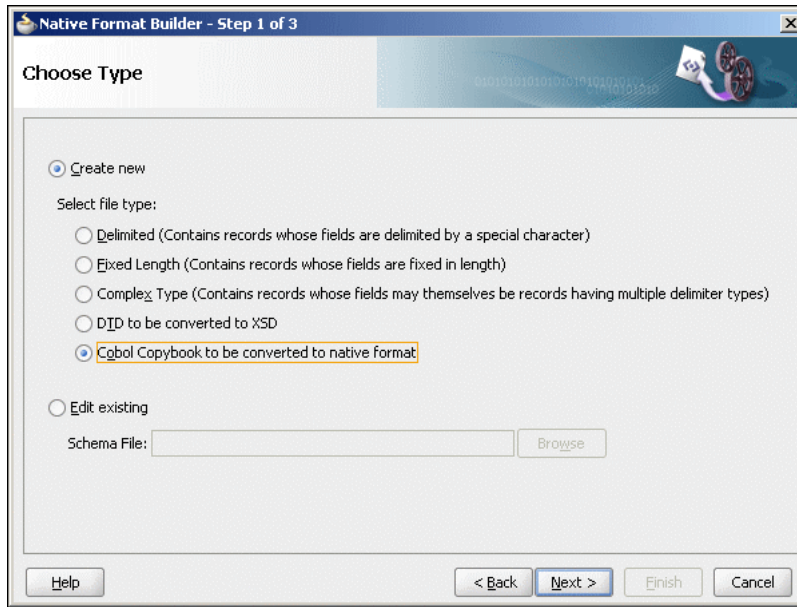 Native Format Builder - Step 1 of 3
Choose Type
Create new
Select file type:
Delimited (Contains records whose fields are delimited by a special character)
Fixed Length (Contains records whose fields are fixed in length)
Complex Type (Contains records whose fields may themselves be records having multiple delimiter types)
DTD to be converted to XSD
Cobol Copybook to be converted to native format
Edit existing
Schema File: Browse
Help < Back Next > Finish Cancel